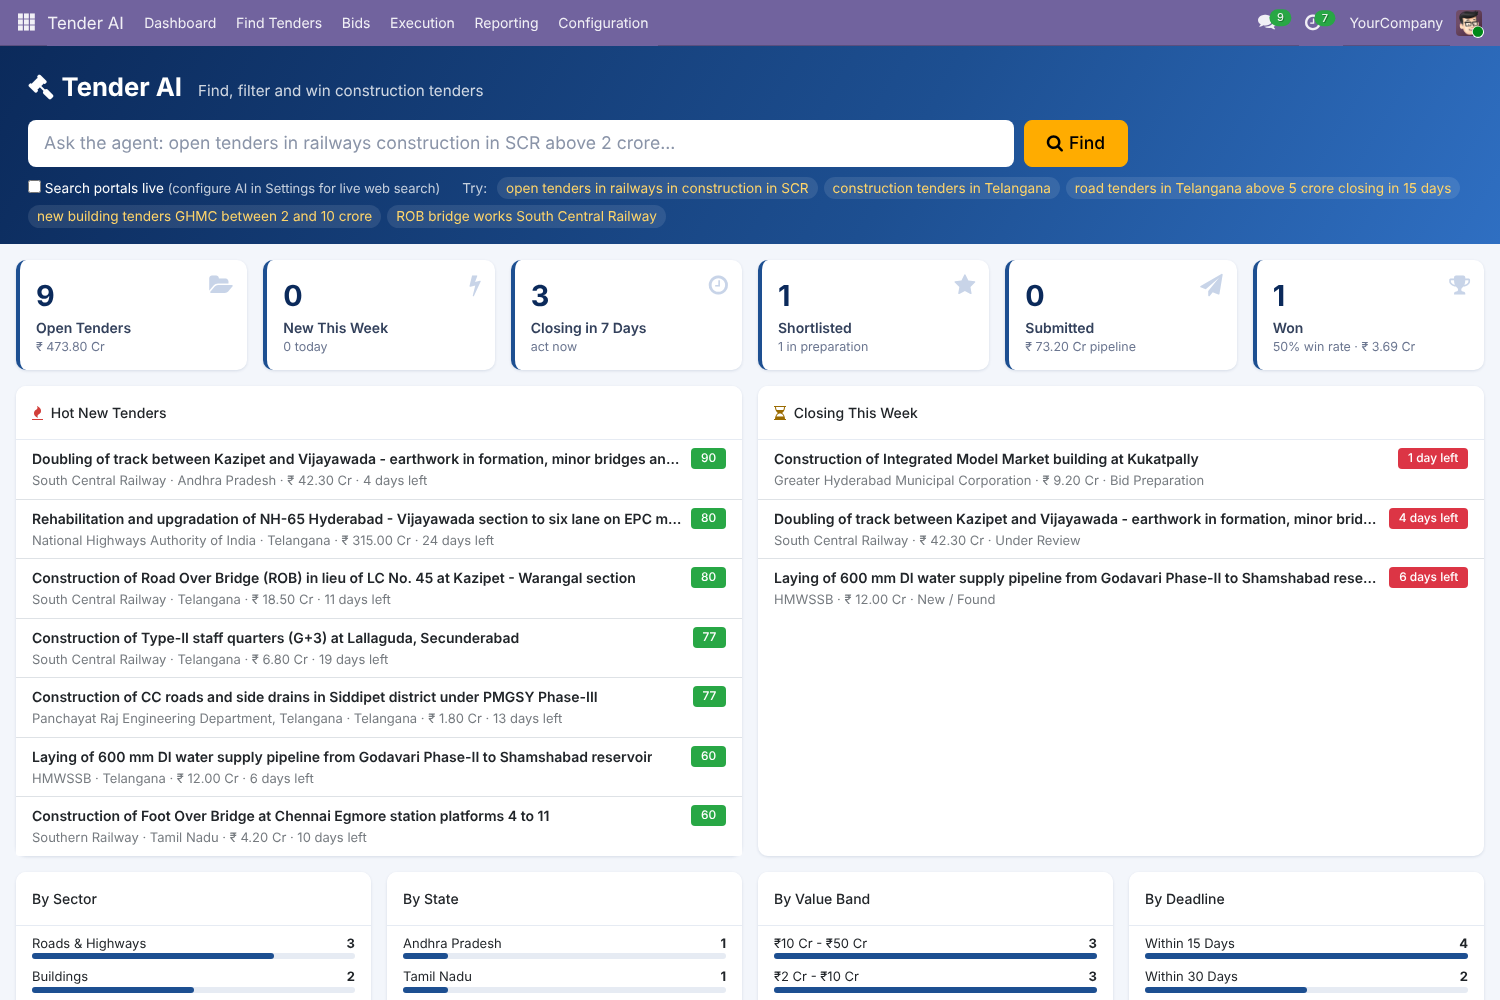 Tender AI Dashboard Find Tenders Bids Execution Reporting Configuration 9 7 YourCompany
Tender AI Find, filter and win construction tenders
Ask the agent: open tenders in railways construction in SCR above 2 crore...
Find
Search portals live (configure AI in Settings for live web search) Try: open tenders in railways in construction in SCR construction tenders in Telangana road tenders in Telangana above 5 crore closing in 15 days
new building tenders GHMC between 2 and 10 crore ROB bridge works South Central Railway
9
Open Tenders
₹ 473.80 Cr
0
New This Week
0 today
3
Closing in 7 Days
act now
1
Shortlisted
1 in preparation
0
Submitted
₹ 73.20 Cr pipeline
1
Won
50% win rate · ₹ 3.69 Cr
Hot New Tenders
Doubling of track between Kazipet and Vijayawada - earthwork in formation, minor bridges an... 90
South Central Railway · Andhra Pradesh · ₹ 42.30 Cr · 4 days left
Rehabilitation and upgradation of NH-65 Hyderabad - Vijayawada section to six lane on EPC m... 80
National Highways Authority of India · Telangana · ₹ 315.00 Cr · 24 days left
Construction of Road Over Bridge (ROB) in lieu of LC No. 45 at Kazipet - Warangal section 80
South Central Railway · Telangana · ₹ 18.50 Cr · 11 days left
Construction of Type-II staff quarters (G+3) at Lallaguda, Secunderabad 77
South Central Railway · Telangana · ₹ 6.80 Cr · 19 days left
Construction of CC roads and side drains in Siddipet district under PMGSY Phase-III 77
Panchayat Raj Engineering Department, Telangana · Telangana · ₹ 1.80 Cr · 13 days left
Laying of 600 mm DI water supply pipeline from Godavari Phase-II to Shamshabad reservoir 60
HMWSSB · Telangana · ₹ 12.00 Cr · 6 days left
Construction of Foot Over Bridge at Chennai Egmore station platforms 4 to 11 60
Southern Railway · Tamil Nadu · ₹ 4.20 Cr · 10 days left
Closing This Week
Construction of Integrated Model Market building at Kukatpally 1 day left
Greater Hyderabad Municipal Corporation · ₹ 9.20 Cr · Bid Preparation
Doubling of track between Kazipet and Vijayawada - earthwork in formation, minor brid... 4 days left
South Central Railway · ₹ 42.30 Cr · Under Review
Laying of 600 mm DI water supply pipeline from Godavari Phase-II to Shamshabad rese... 6 days left
HMWSSB · ₹ 12.00 Cr · New / Found
By Sector
Roads & Highways 3
Buildings 2
By State
Andhra Pradesh 1
Tamil Nadu 1
By Value Band
₹10 Cr - ₹50 Cr 3
₹2 Cr - ₹10 Cr 3
By Deadline
Within 15 Days 4
Within 30 Days 2